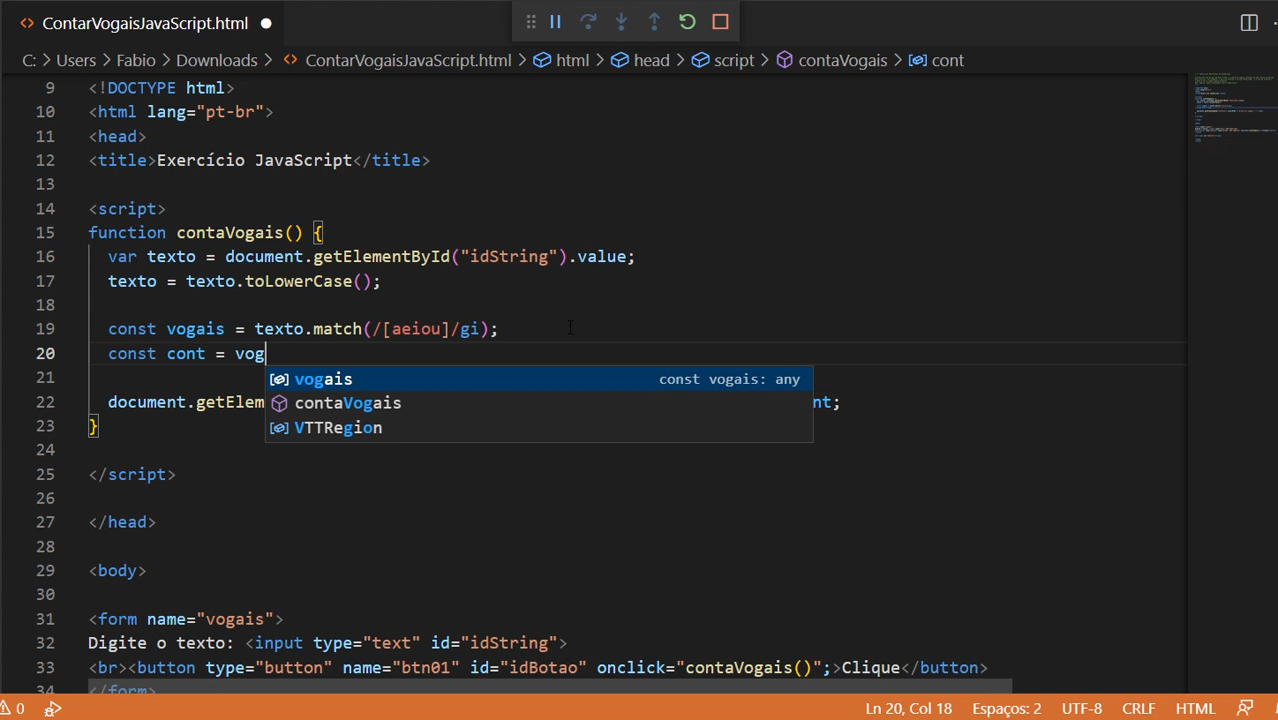 ContarVogaisJavaScript.html
C: > Users > Fabio > Downloads > ContarVogaisJavaScript.html > html > head > script > contaVogais > cont
9 <!DOCTYPE html>
10 <html lang="pt-br">
11 <head>
12 <title>Exercício JavaScript</title>
13
14 <script>
15 function contaVogais() {
16 var texto = document.getElementById("idString").value;
17 texto = texto.toLowerCase();
18
19 const vogais = texto.match(/[aeiou]/gi);
20 const cont = vog
21 vogais const vogais: any
contaVogais
22 document.getElem nt;
VTTRegion
23 }
24
25 </script>
26
27 </head>
28
29 <body>
30
31 <form name="vogais">
32 Digite o texto: <input type="text" id="idString">
33 <br><button type="button" name="btn01" id="idBotao" onclick="contaVogais()";>Clique</button>
34 </form>
0 Ln 20, Col 18 Espaços: 2 UTF-8 CRLF HTML